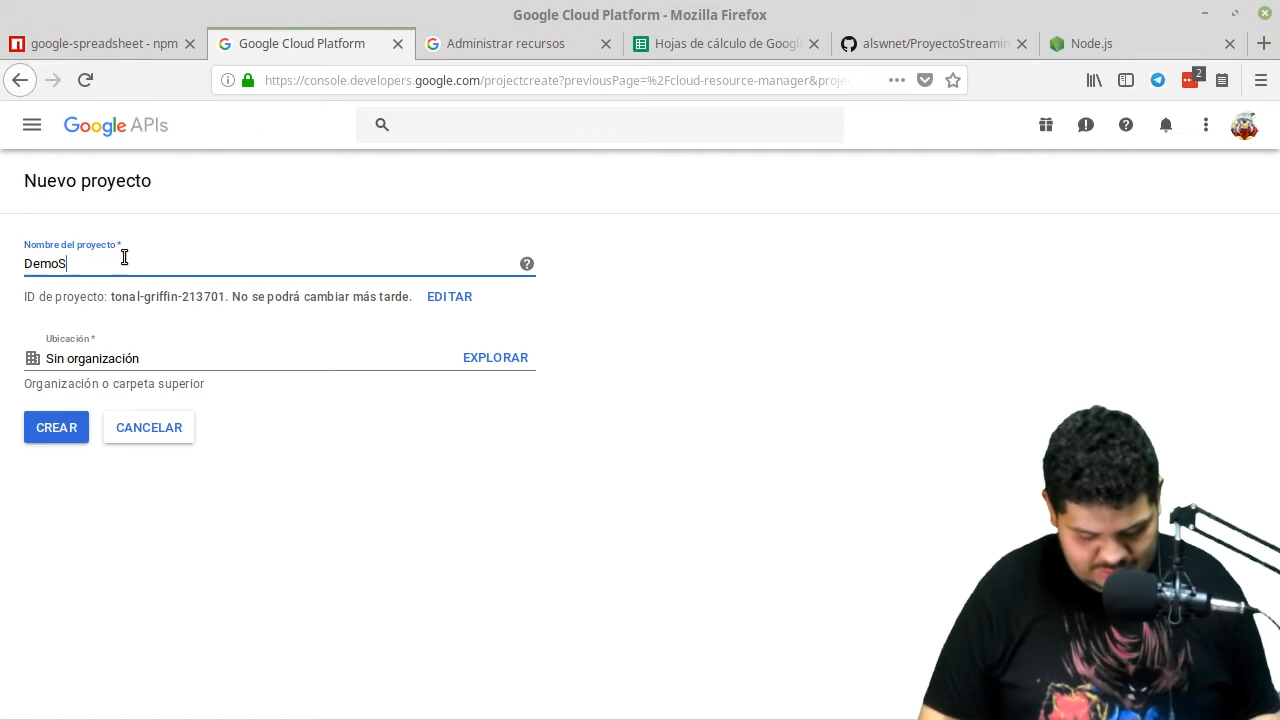 Google Cloud Platform - Mozilla Firefox
google-spreadsheet - npm
Google Cloud Platform
Administrar recursos
Hojas de cálculo de Googl
alswnet/ProyectoStreamin
Node.js
https://console.developers.google.com/projectcreate?previousPage=%2Fcloud-resource-manager&proje
2
Google APIs
Nuevo proyecto
Nombre del proyecto *
DemoS
ID de proyecto: tonal-griffin-213701. No se podrá cambiar más tarde. EDITAR
Ubicación *
Sin organización
EXPLORAR
Organización o carpeta superior
CREAR
CANCELAR